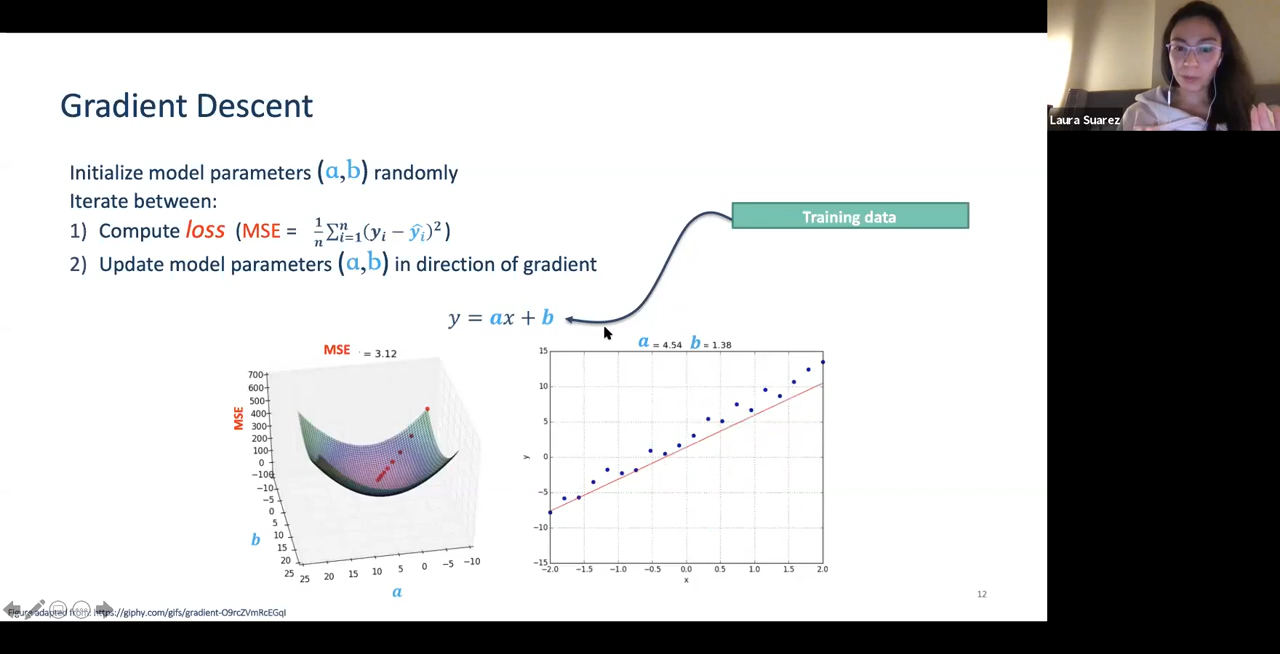 Laura Suarez
Gradient Descent
Initialize model parameters (a,b) randomly
Iterate between:
1) Compute loss (MSE = 1/n ∑ⁿᵢ₌₁(yᵢ − ŷᵢ)²)
2) Update model parameters (a,b) in direction of gradient
Training data
y = ax + b
MSE = 3.12
700
600
500
400
300
200
100
0
−100
MSE
−10
−5
0
5
10
15
20
25
b
25 20 15 10 5 0 −5 −10
a
a = 4.54 b = 1.38
15
10
5
0
−5
−10
−15
y
−2.0 −1.5 −1.0 −0.5 0.0 0.5 1.0 1.5 2.0
x
12
Figure adapted from: https://giphy.com/gifs/gradient-O9rcZVmRcEGqI